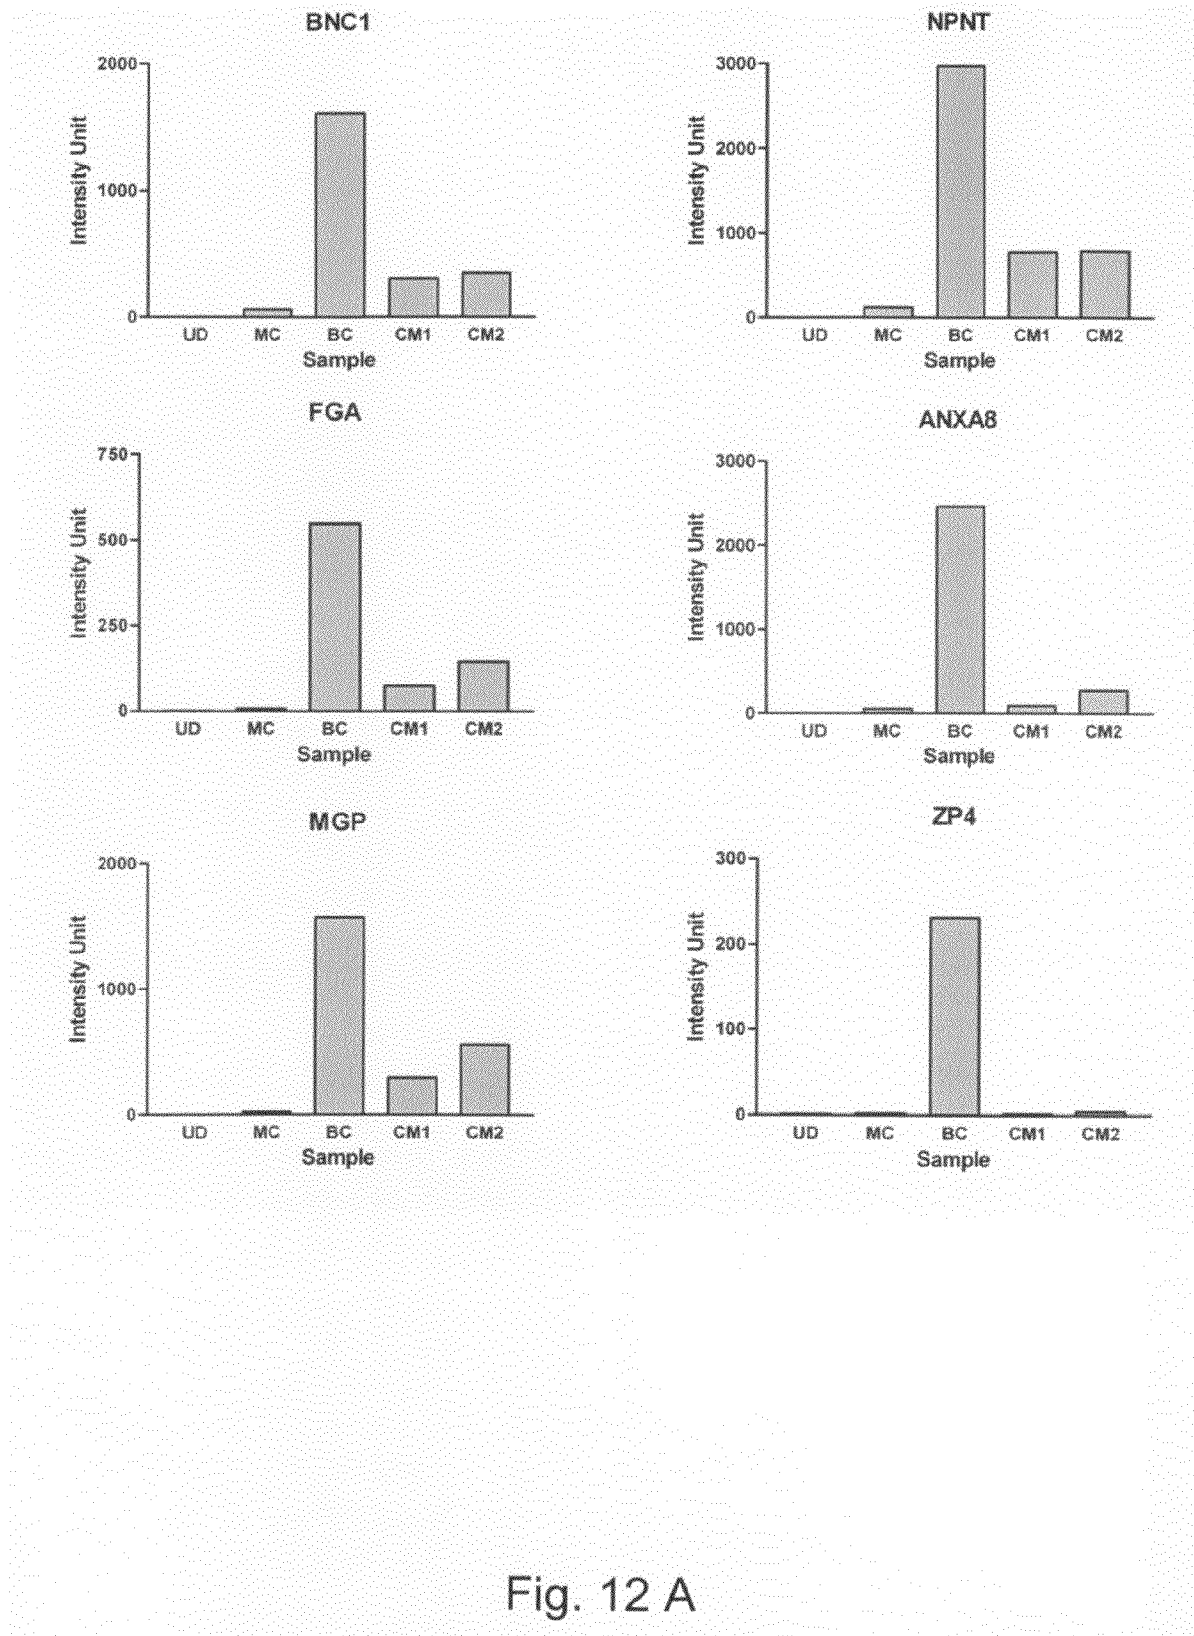 BNC1
2000
1000
0
Intensity Unit
UD MC BC CM1 CM2
Sample
NPNT
3000
2000
1000
0
Intensity Unit
UD MC BC CM1 CM2
Sample
FGA
750
500
250
0
Intensity Unit
UD MC BC CM1 CM2
Sample
ANXA8
3000
2000
1000
0
Intensity Unit
UD MC BC CM1 CM2
Sample
MGP
2000
1000
0
Intensity Unit
UD MC BC CM1 CM2
Sample
ZP4
300
200
100
0
Intensity Unit
UD MC BC CM1 CM2
Sample
Fig. 12 A